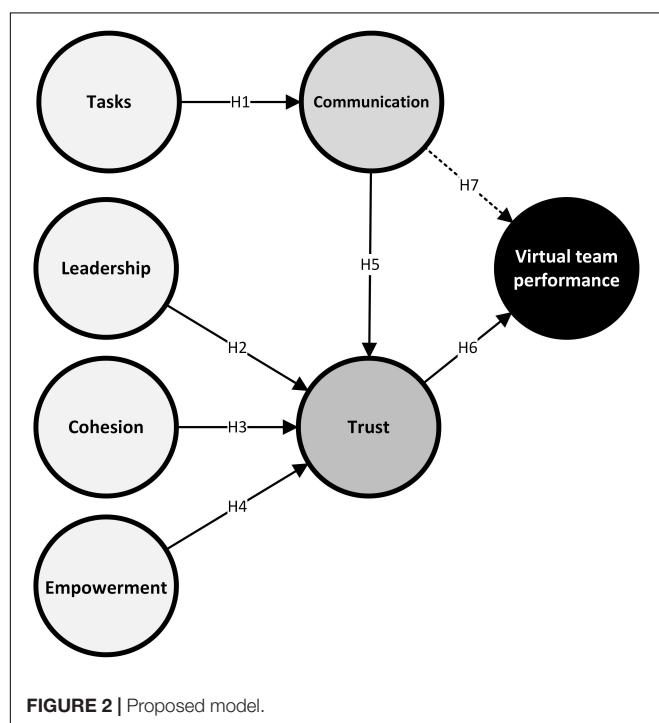 Tasks
H1
Communication
H7
Leadership
H5
Virtual team
performance
H2
H6
Cohesion
H3
Trust
H4
Empowerment
FIGURE 2 | Proposed model.